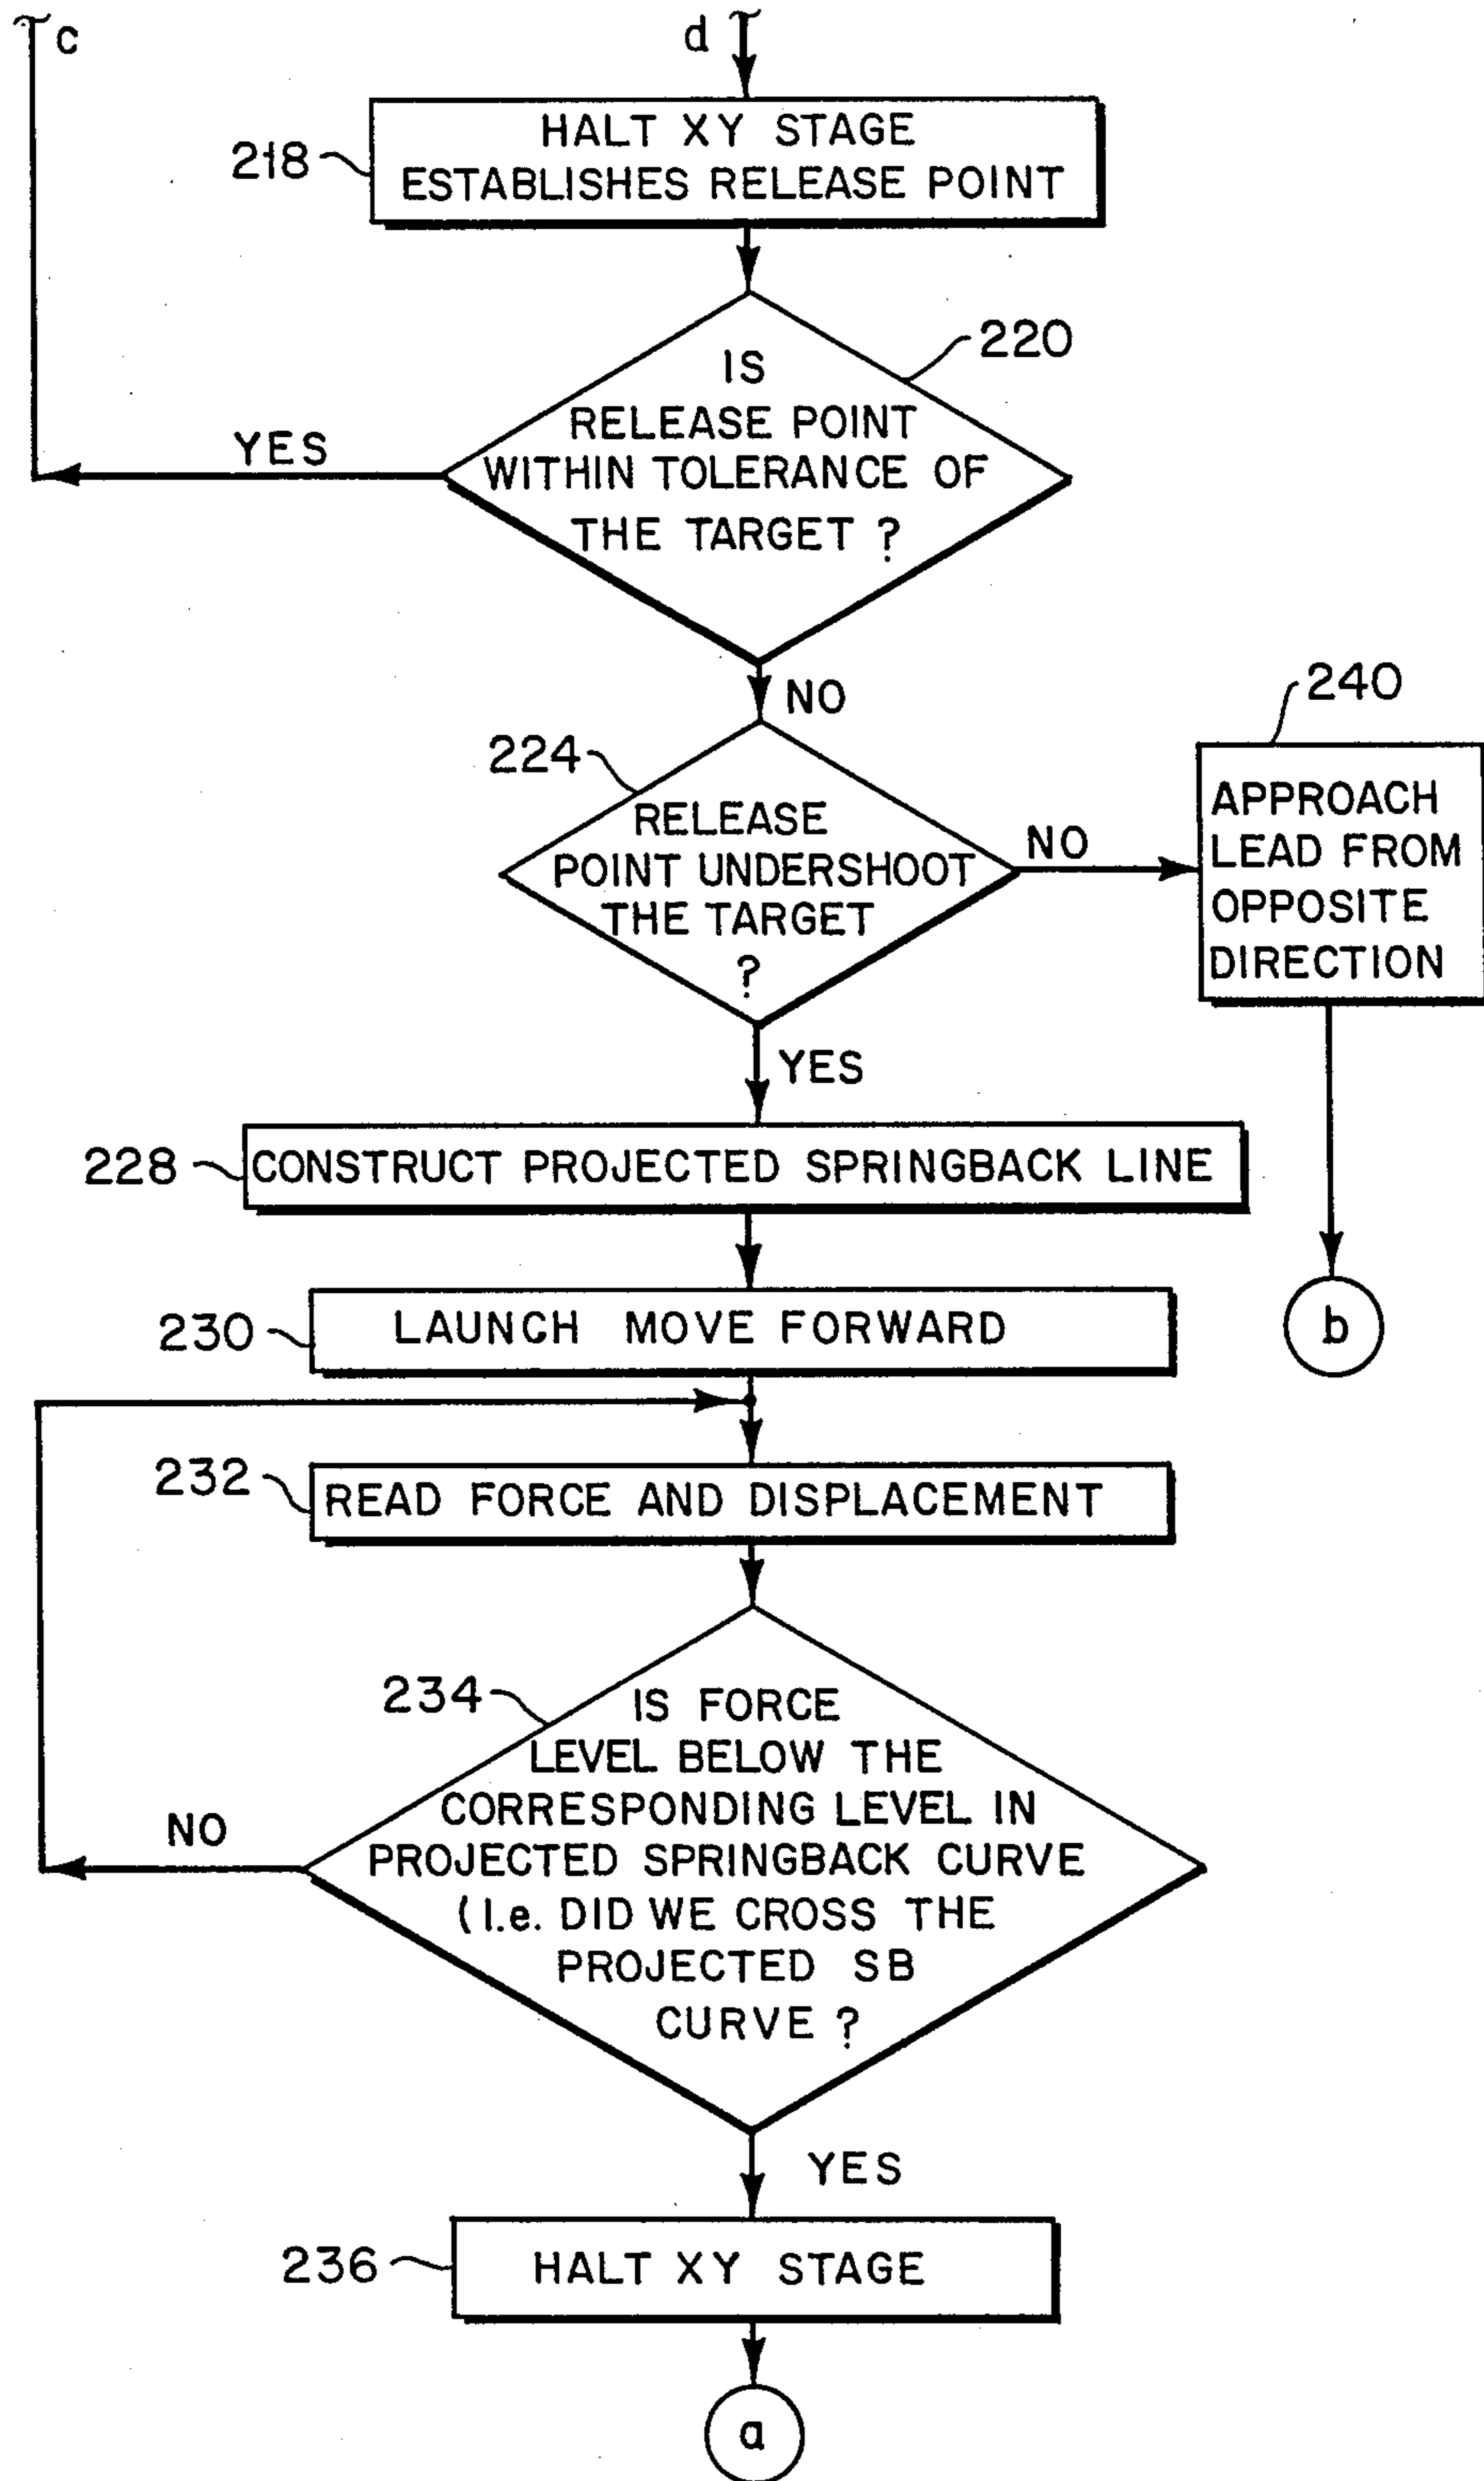 c
d
218
HALT XY STAGE
ESTABLISHES RELEASE POINT
220
IS
RELEASE POINT
WITHIN TOLERANCE OF
THE TARGET ?
YES
NO
224
RELEASE
POINT UNDERSHOOT
THE TARGET
?
NO
240
APPROACH
LEAD FROM
OPPOSITE
DIRECTION
b
YES
228
CONSTRUCT PROJECTED SPRINGBACK LINE
230
LAUNCH MOVE FORWARD
232
READ FORCE AND DISPLACEMENT
234
IS FORCE
LEVEL BELOW THE
CORRESPONDING LEVEL IN
PROJECTED SPRINGBACK CURVE
(I.e. DID WE CROSS THE
PROJECTED SB
CURVE ?
NO
YES
236
HALT XY STAGE
a